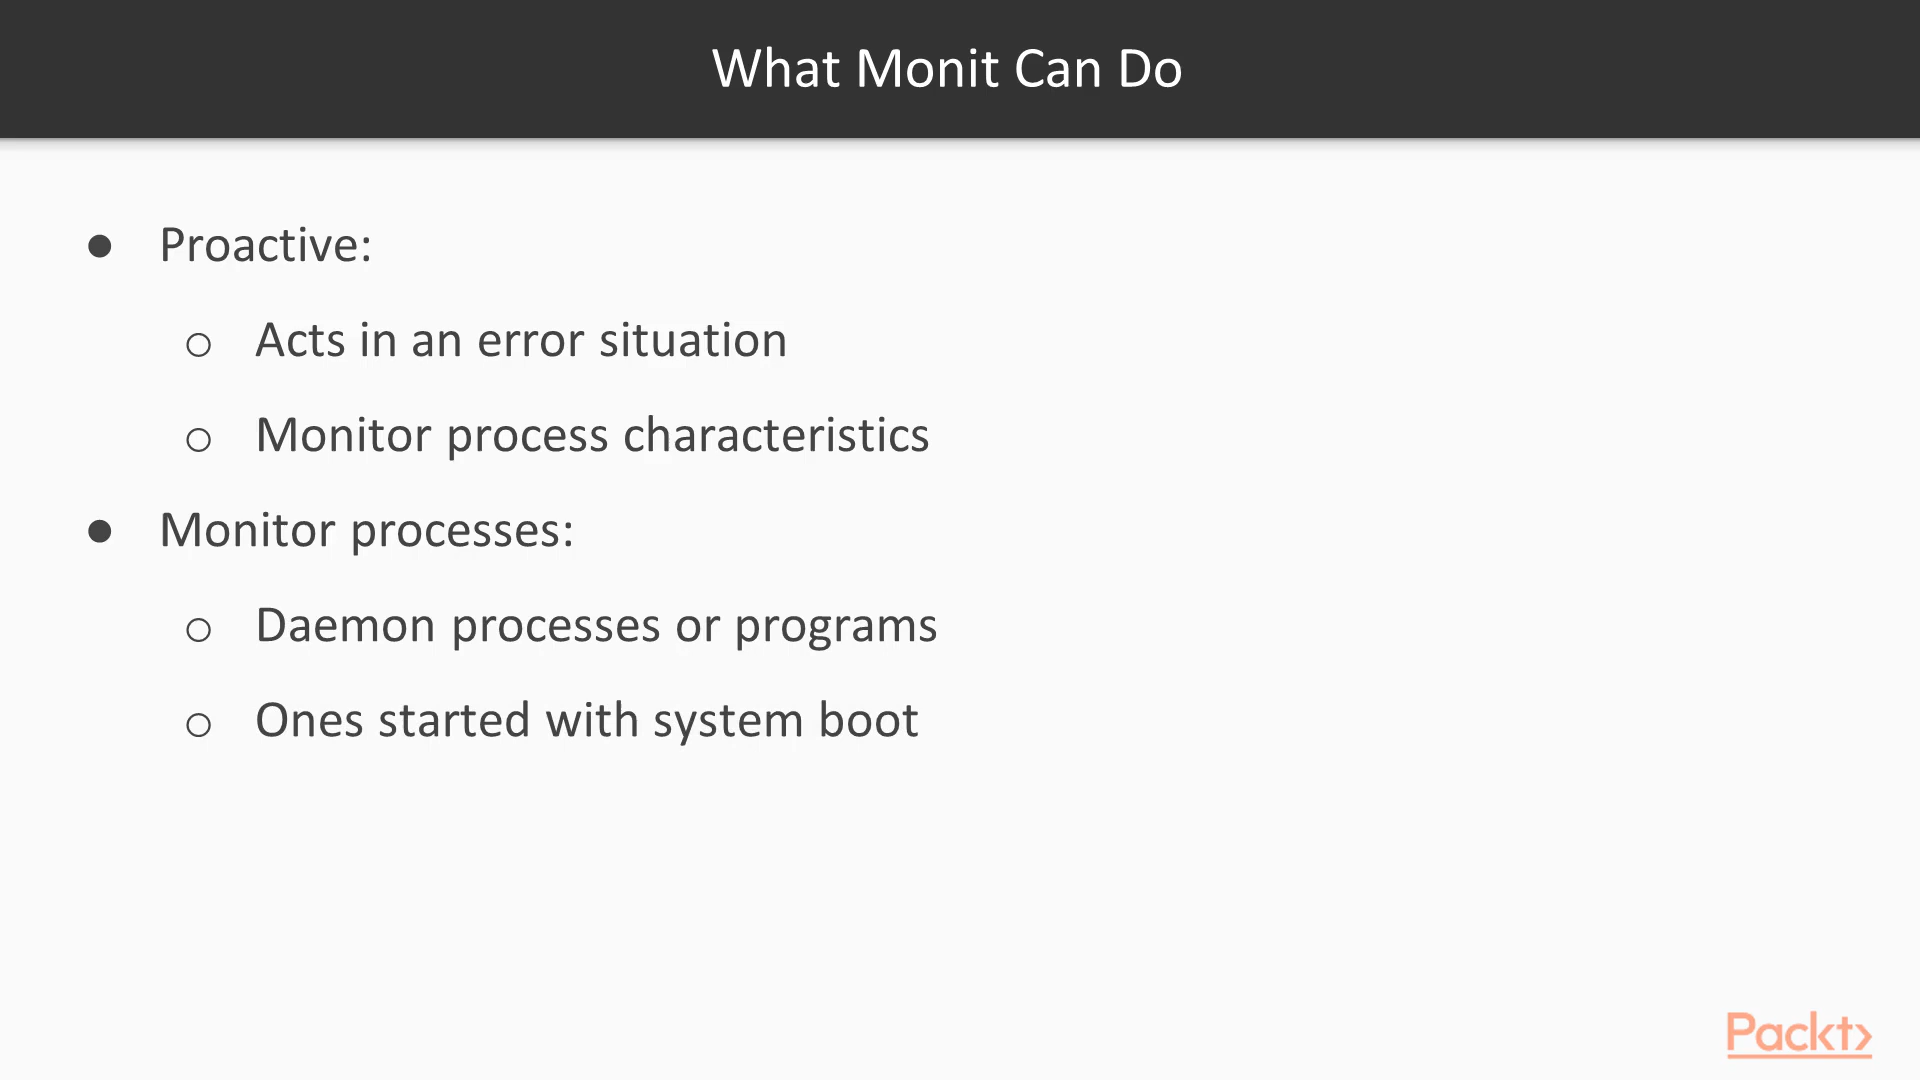 What Monit Can Do
● Proactive:
○ Acts in an error situation
○ Monitor process characteristics
● Monitor processes:
○ Daemon processes or programs
○ Ones started with system boot
Packt>